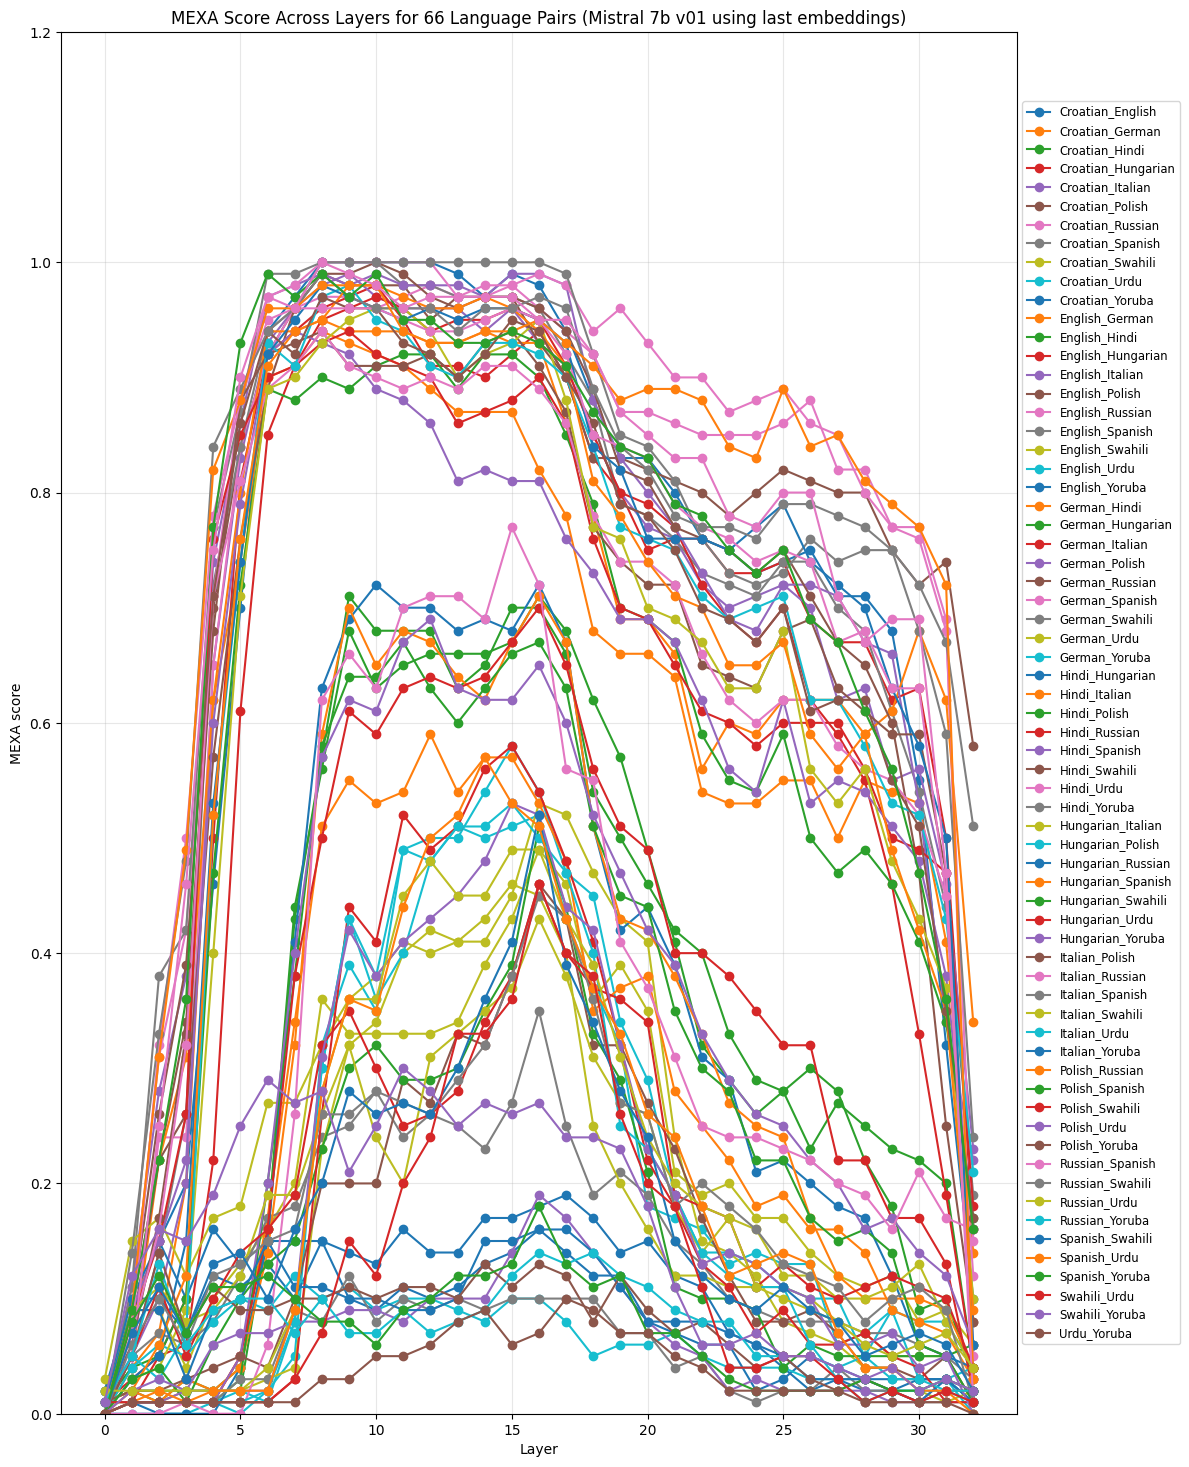 MEXA Score Across Layers for 66 Language Pairs (Mistral 7b v01 using last embeddings)
1.2
1.0
0.8
0.6
0.4
0.2
0.0
MEXA score
0
5
10
15
20
25
30
Layer
Croatian_English
Croatian_German
Croatian_Hindi
Croatian_Hungarian
Croatian_Italian
Croatian_Polish
Croatian_Russian
Croatian_Spanish
Croatian_Swahili
Croatian_Urdu
Croatian_Yoruba
English_German
English_Hindi
English_Hungarian
English_Italian
English_Polish
English_Russian
English_Spanish
English_Swahili
English_Urdu
English_Yoruba
German_Hindi
German_Hungarian
German_Italian
German_Polish
German_Russian
German_Spanish
German_Swahili
German_Urdu
German_Yoruba
Hindi_Hungarian
Hindi_Italian
Hindi_Polish
Hindi_Russian
Hindi_Spanish
Hindi_Swahili
Hindi_Urdu
Hindi_Yoruba
Hungarian_Italian
Hungarian_Polish
Hungarian_Russian
Hungarian_Spanish
Hungarian_Swahili
Hungarian_Urdu
Hungarian_Yoruba
Italian_Polish
Italian_Russian
Italian_Spanish
Italian_Swahili
Italian_Urdu
Italian_Yoruba
Polish_Russian
Polish_Spanish
Polish_Swahili
Polish_Urdu
Polish_Yoruba
Russian_Spanish
Russian_Swahili
Russian_Urdu
Russian_Yoruba
Spanish_Swahili
Spanish_Urdu
Spanish_Yoruba
Swahili_Urdu
Swahili_Yoruba
Urdu_Yoruba